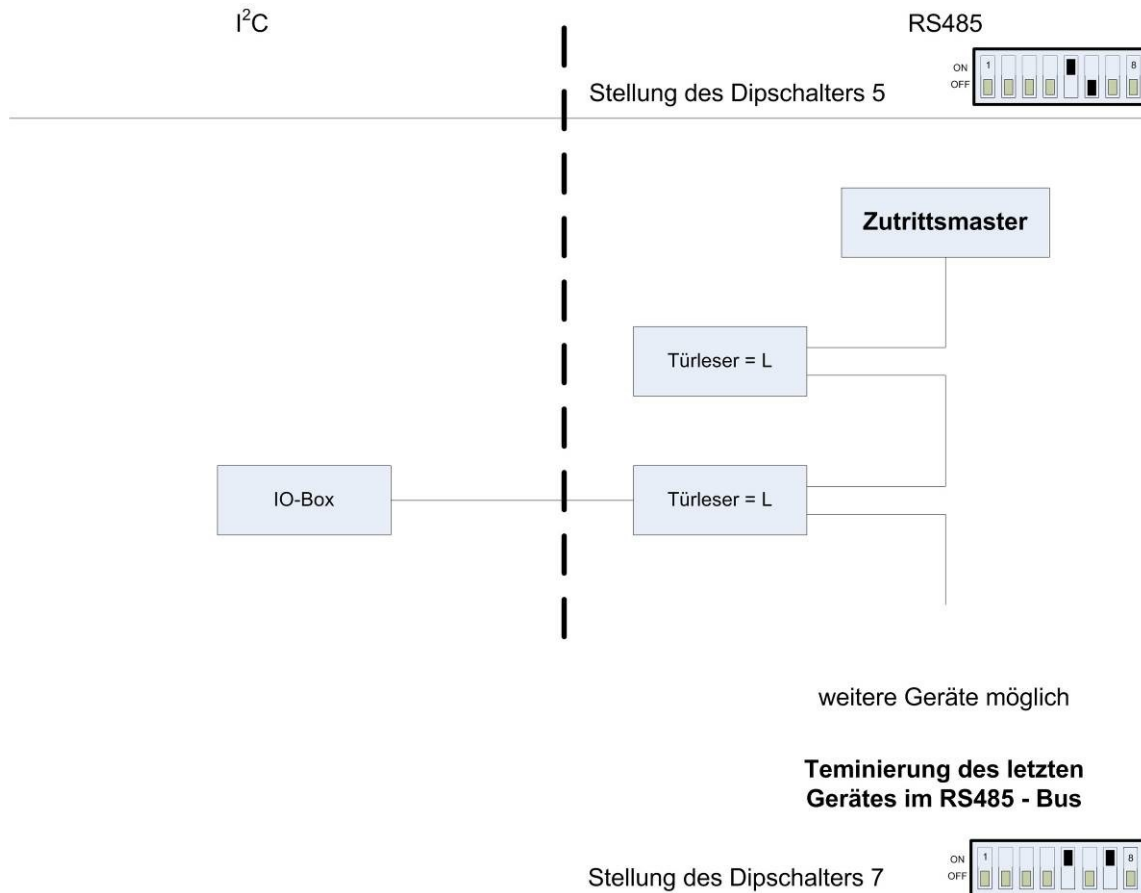 I²C
RS485
ON
OFF
1
8
Stellung des Dipschalters 5
Zutrittsmaster
Türleser = L
IO-Box
Türleser = L
weitere Geräte möglich
Teminierung des letzten
Gerätes im RS485 - Bus
ON
OFF
1
8
Stellung des Dipschalters 7